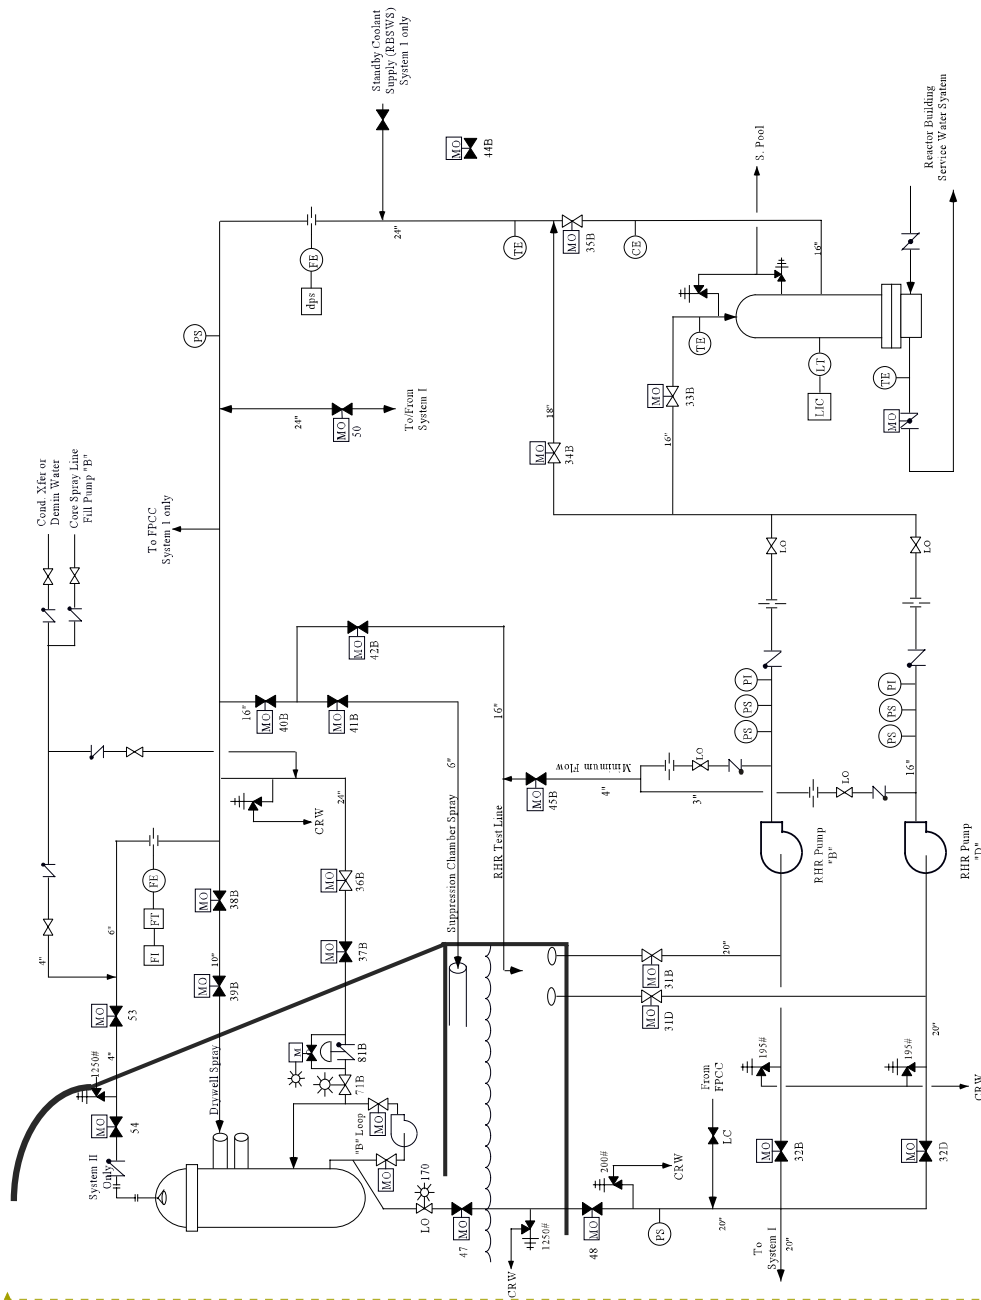 Standby Coolant
Supply (RBSWS)
System 1 only
MO
44B
24"
FE
dps
TE
MO
35B
CE
16"
S. Pool
Reactor Building
Service Water Syatem
PS
24"
MO
50
To/From
System I
18"
MO
34B
MO
33B
16"
TE
LT
LIC
TE
MO
Cond. Xfer or
Demin Water
Core Spray Line
Fill Pump "B"
To FPCC
System 1 only
LO
LO
MO
42B
16"
MO
40B
MO
41B
6"
16"
PI
PS
PS
PI
PS
PS
Minimum Flow
MO
45B
4"
3"
LO
LO
16"
CRW
24"
RHR Pump
"B"
RHR Pump
"D"
Suppression Chamber Spray
RHR Test Line
4"
6"
FE
FT
FI
MO
38B
10"
MO
39B
MO
36B
MO
37B
20"
MO
31B
MO
31D
20"
MO
53
4"
1250#
MO
54
Drywell Spray
M
81B
71B
"B" Loop
MO
MO
System II
Only
LO
170
MO
47
CRW
1250#
MO
48
200#
CRW
PS
From
FPCC
LC
20"
195#
195#
CRW
MO
32B
MO
32D
To
System I
20"